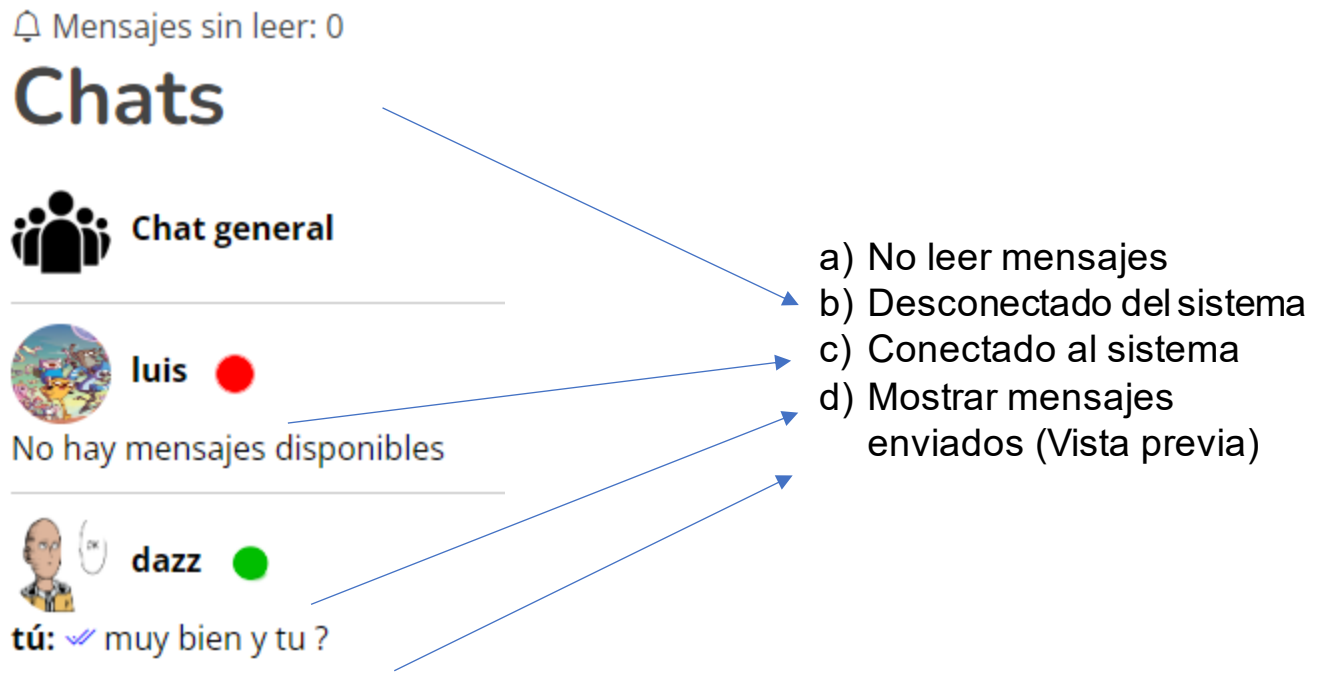 Mensajes sin leer: 0
Chats
Chat general
luis
No hay mensajes disponibles
dazz
OK
tú: muy bien y tu ?
a) No leer mensajes
b) Desconectado del sistema
c) Conectado al sistema
d) Mostrar mensajes
enviados (Vista previa)